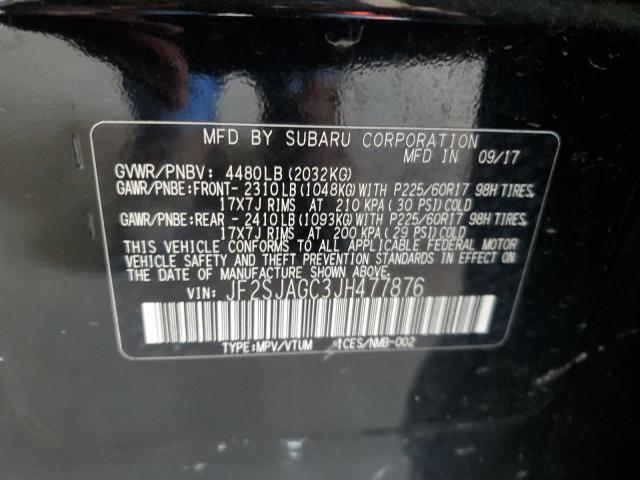 MFD BY SUBARU CORPORATION
MFD IN 09/17
GVWR/PNBV: 4480LB (2032KG)
GAWR/PNBE:FRONT- 2310LB (1048KG)WITH P225/60R17 98H TIRES,
17X7J RIMS AT 210 KPA ( 30 PSI)COLD
GAWR/PNBE: REAR - 2410LB (1093KG)WITH P225/60R17 98H TIRES,
17X7J RIMS AT 200 KPA ( 29 PSI) COLD
THIS VEHICLE CONFORMS TO ALL APPLICABLE FEDERAL MOTOR
VEHICLE SAFETY AND THEFT PREVENTION STANDARDS IN EFFECT ON
THE DATE OF MANUFACTURE SHOWN ABOVE.
VIN: JF2SJAGC3JH477876
TYPE:MPV/VTUM *ICES/NMB-002